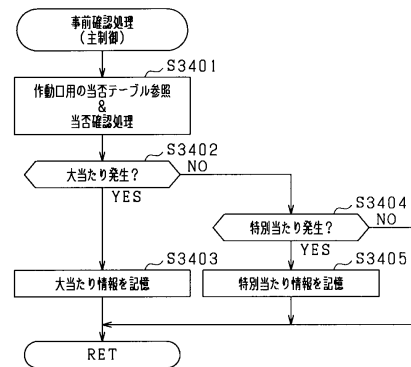 事前確認処理
(主制御)
S3401
作動口用の当否テーブル参照
&
当否確認処理
S3402
大当たり発生?
NO
YES
S3404
特別当たり発生?
NO
YES
S3403
大当たり情報を記憶
S3405
特別当たり情報を記憶
RET